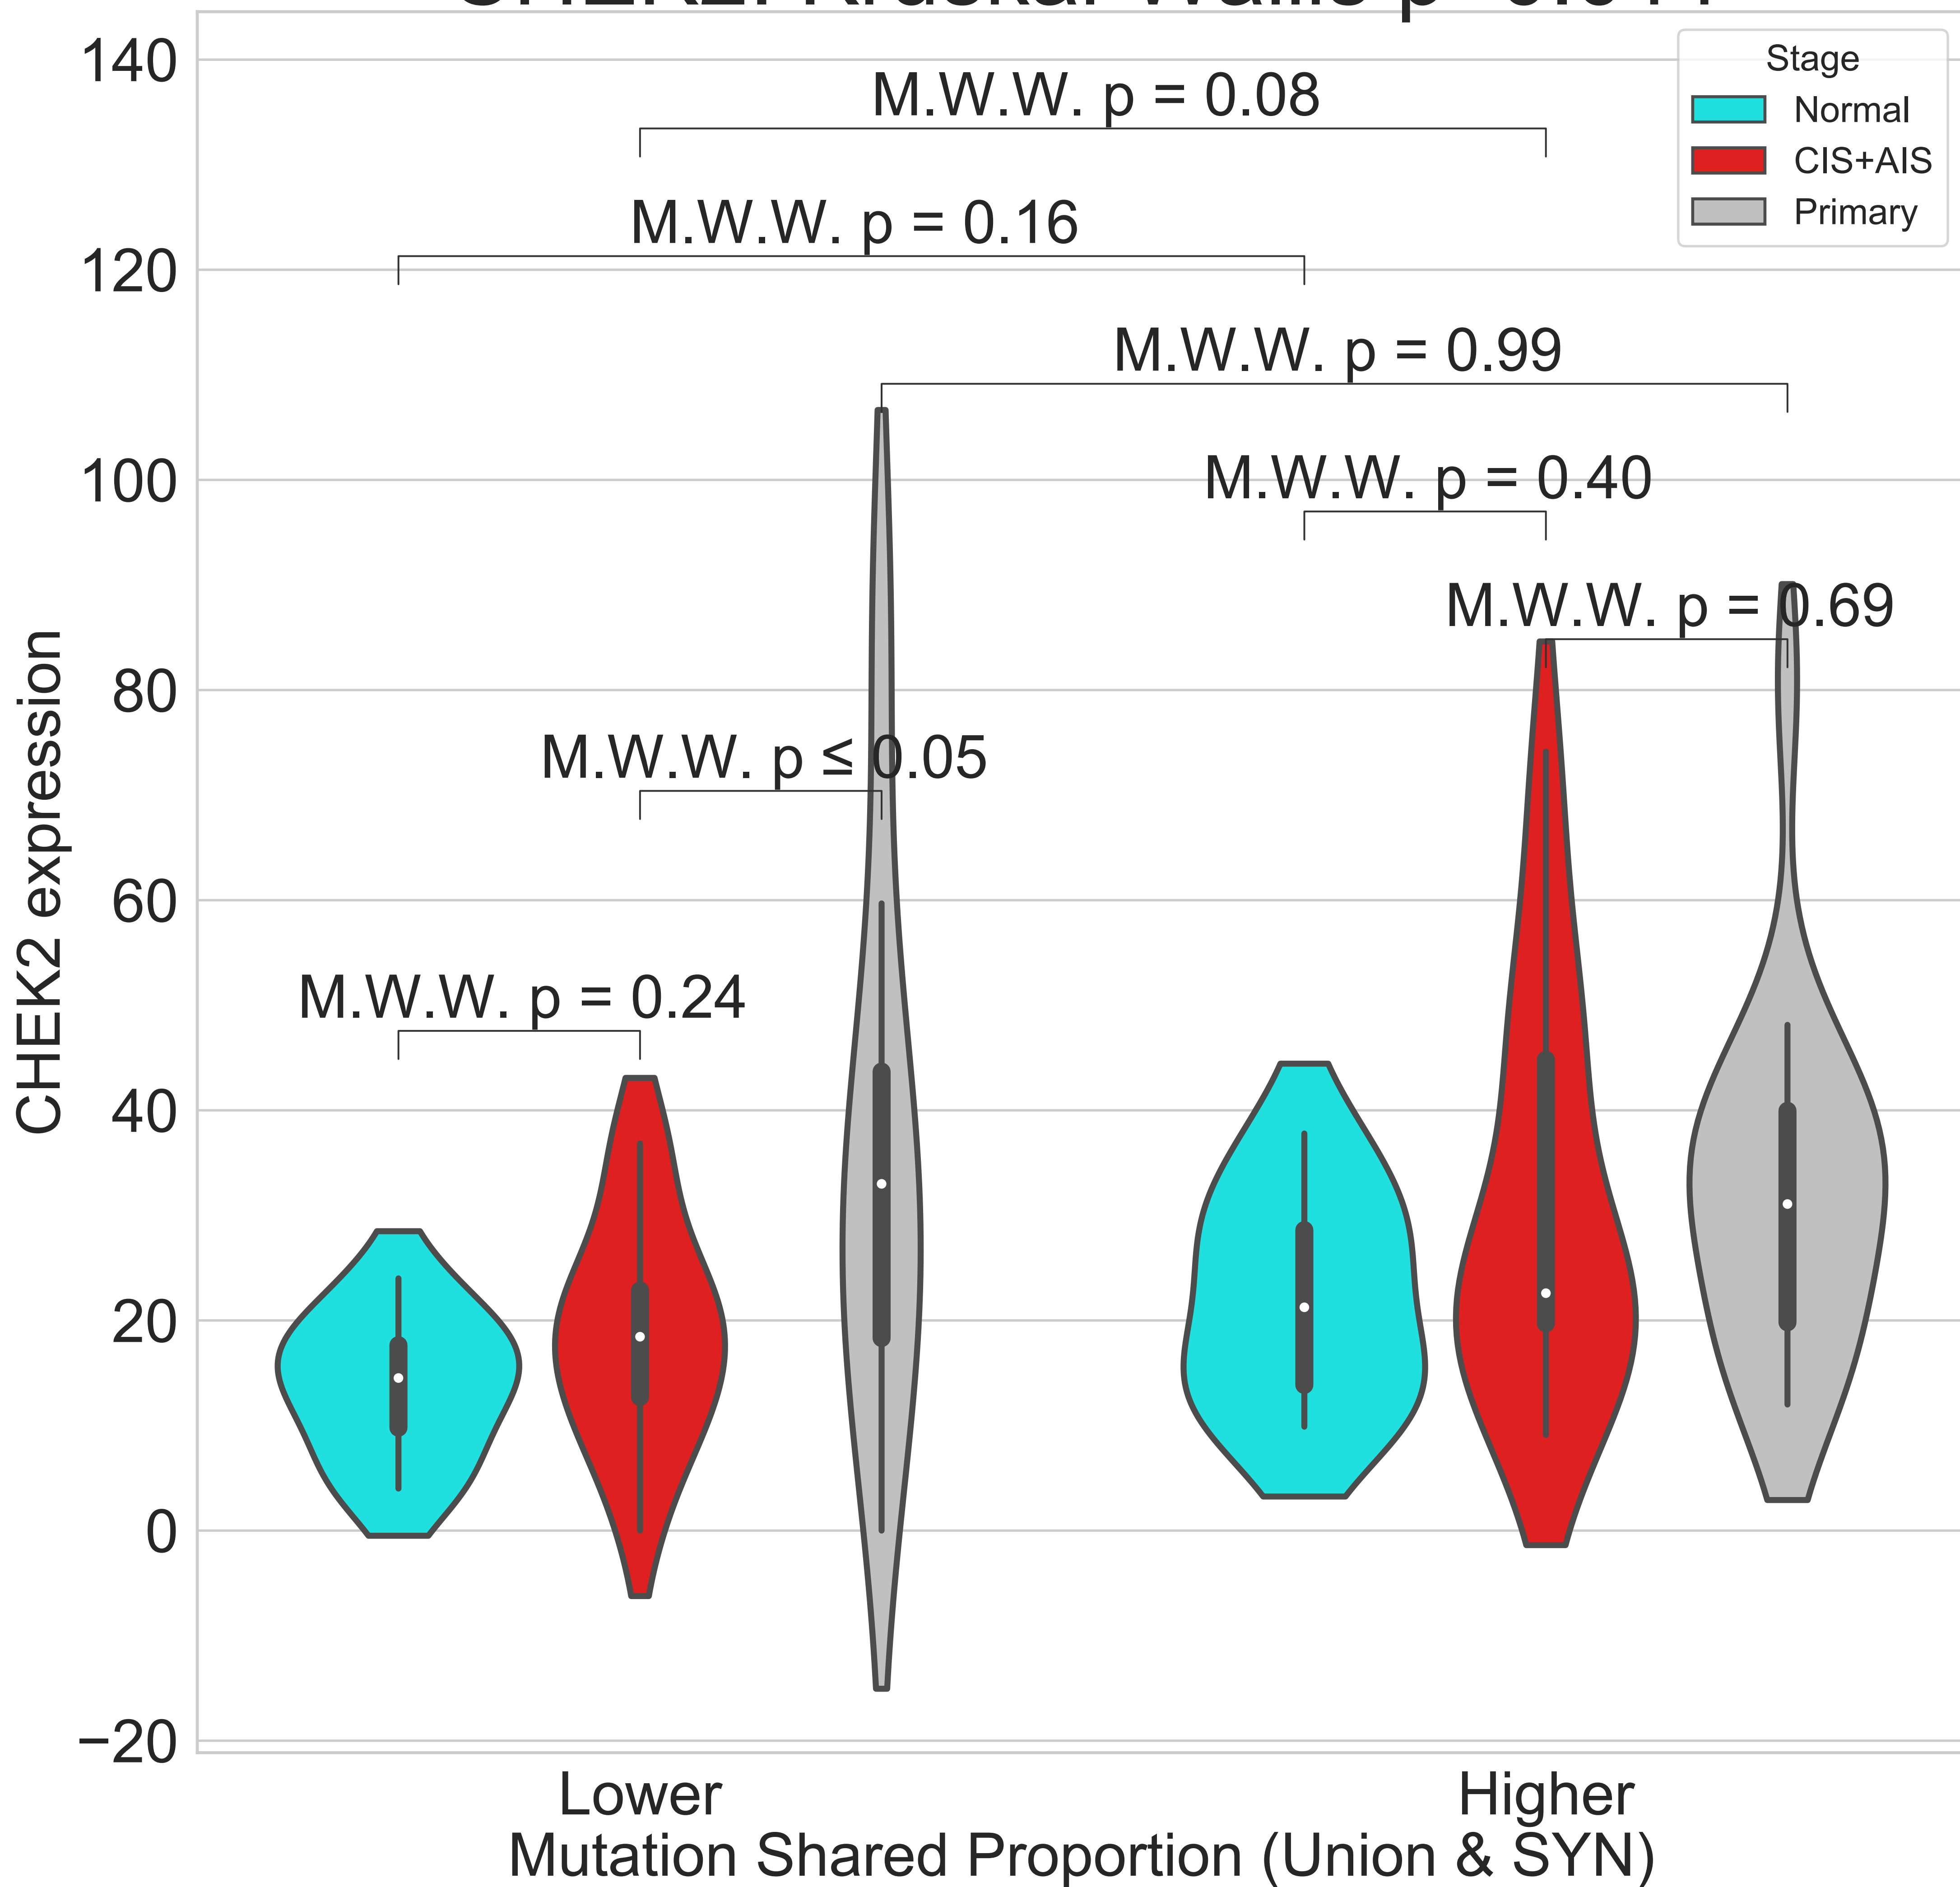 140
120
100
80
60
40
20
0
−20
CHEK2 expression
M.W.W. p = 0.08
M.W.W. p = 0.16
M.W.W. p = 0.99
M.W.W. p = 0.40
M.W.W. p = 0.69
M.W.W. p ≤ 0.05
M.W.W. p = 0.24
Stage
Normal
CIS+AIS
Primary
Lower
Higher
Mutation Shared Proportion (Union & SYN)